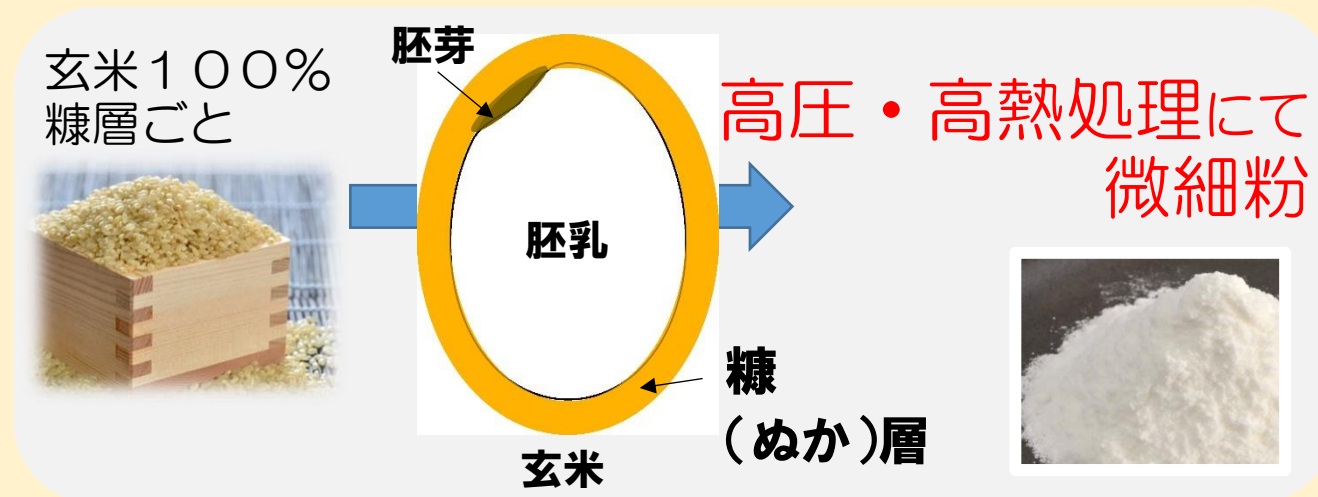 玄米１００％
糠層ごと
胚芽
胚乳
玄米
糠
（ぬか）層
高圧・高熱処理にて
微細粉